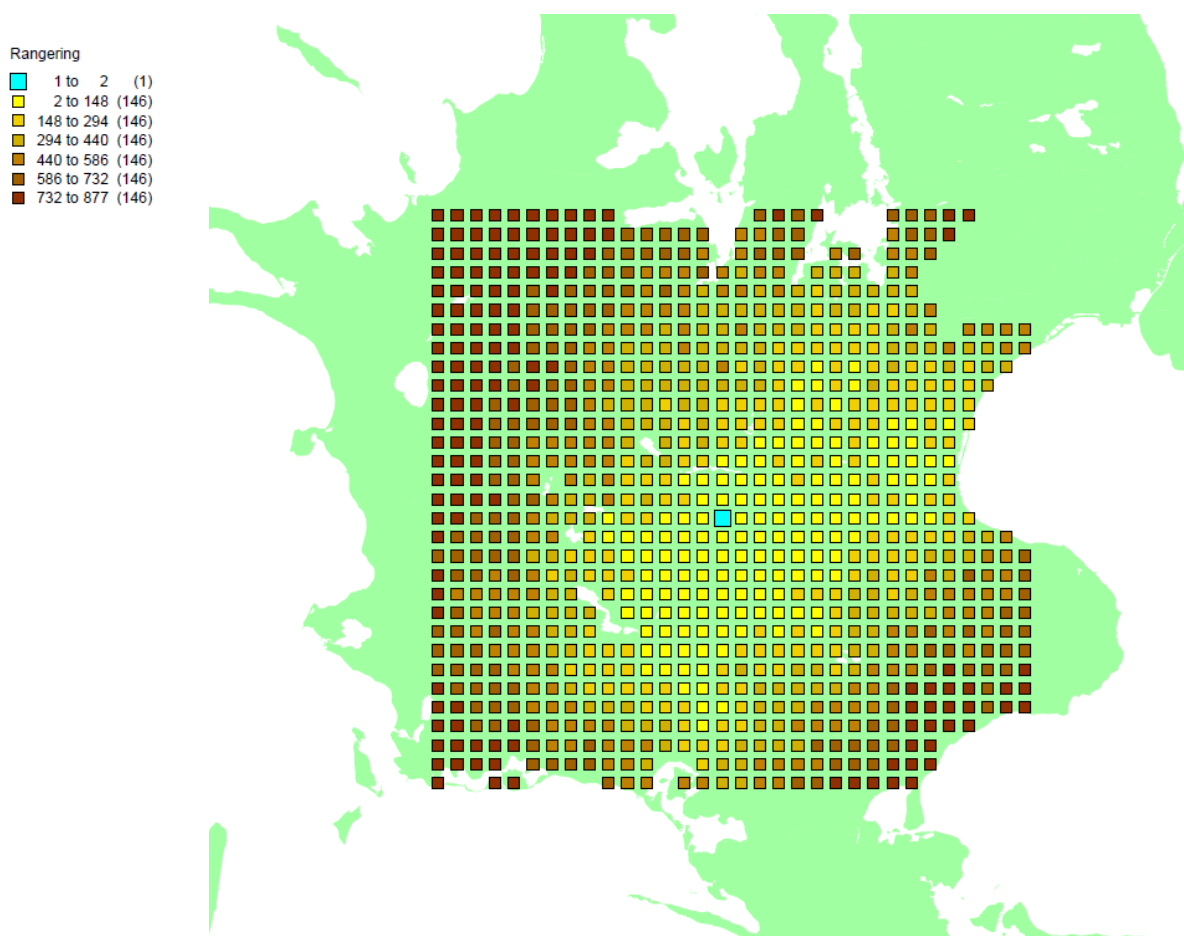 Rangering
1 to 2 (1)
2 to 148 (146)
148 to 294 (146)
294 to 440 (146)
440 to 586 (146)
586 to 732 (146)
732 to 877 (146)